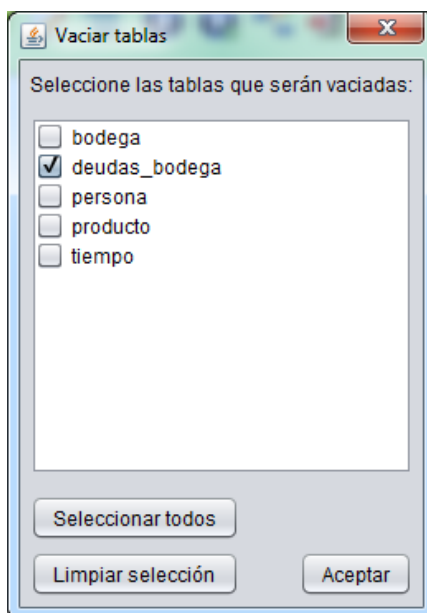 Vaciar tablas
Seleccione las tablas que serán vaciadas:
bodega
deudas_bodega
persona
producto
tiempo
Seleccionar todos
Limpiar selección
Aceptar